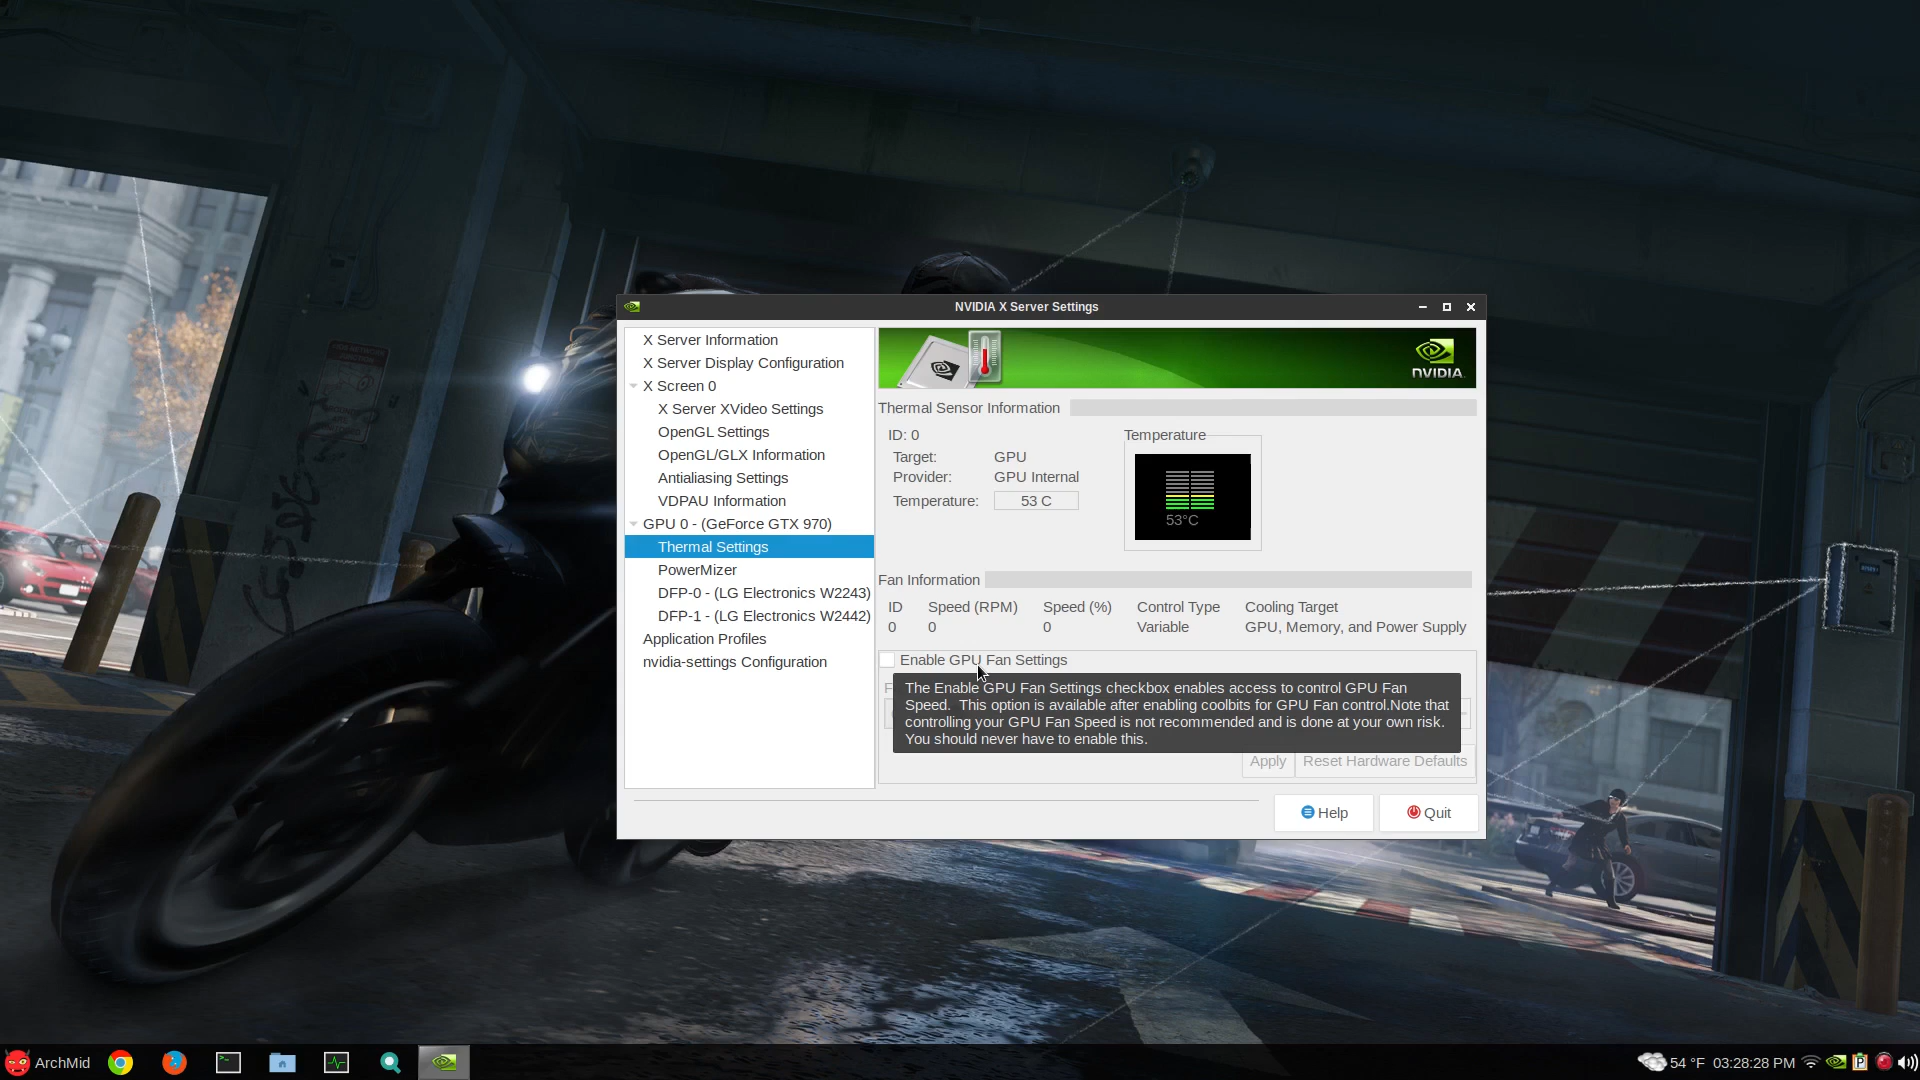 NVIDIA X Server Settings
X Server Information
X Server Display Configuration
X Screen 0
X Server XVideo Settings
OpenGL Settings
OpenGL/GLX Information
Antialiasing Settings
VDPAU Information
GPU 0 - (GeForce GTX 970)
Thermal Settings
PowerMizer
DFP-0 - (LG Electronics W2243)
DFP-1 - (LG Electronics W2442)
Application Profiles
nvidia-settings Configuration
NVIDIA
Thermal Sensor Information
ID: 0
Target: GPU
Provider: GPU Internal
Temperature: 53 C
Temperature
53°C
Fan Information
ID Speed (RPM) Speed (%) Control Type Cooling Target
0 0 0 Variable GPU, Memory, and Power Supply
Enable GPU Fan Settings
The Enable GPU Fan Settings checkbox enables access to control GPU Fan
Speed.  This option is available after enabling coolbits for GPU Fan control.Note that
controlling your GPU Fan Speed is not recommended and is done at your own risk.
You should never have to enable this.
Apply Reset Hardware Defaults
Help Quit
ArchMid
54 °F 03:28:28 PM